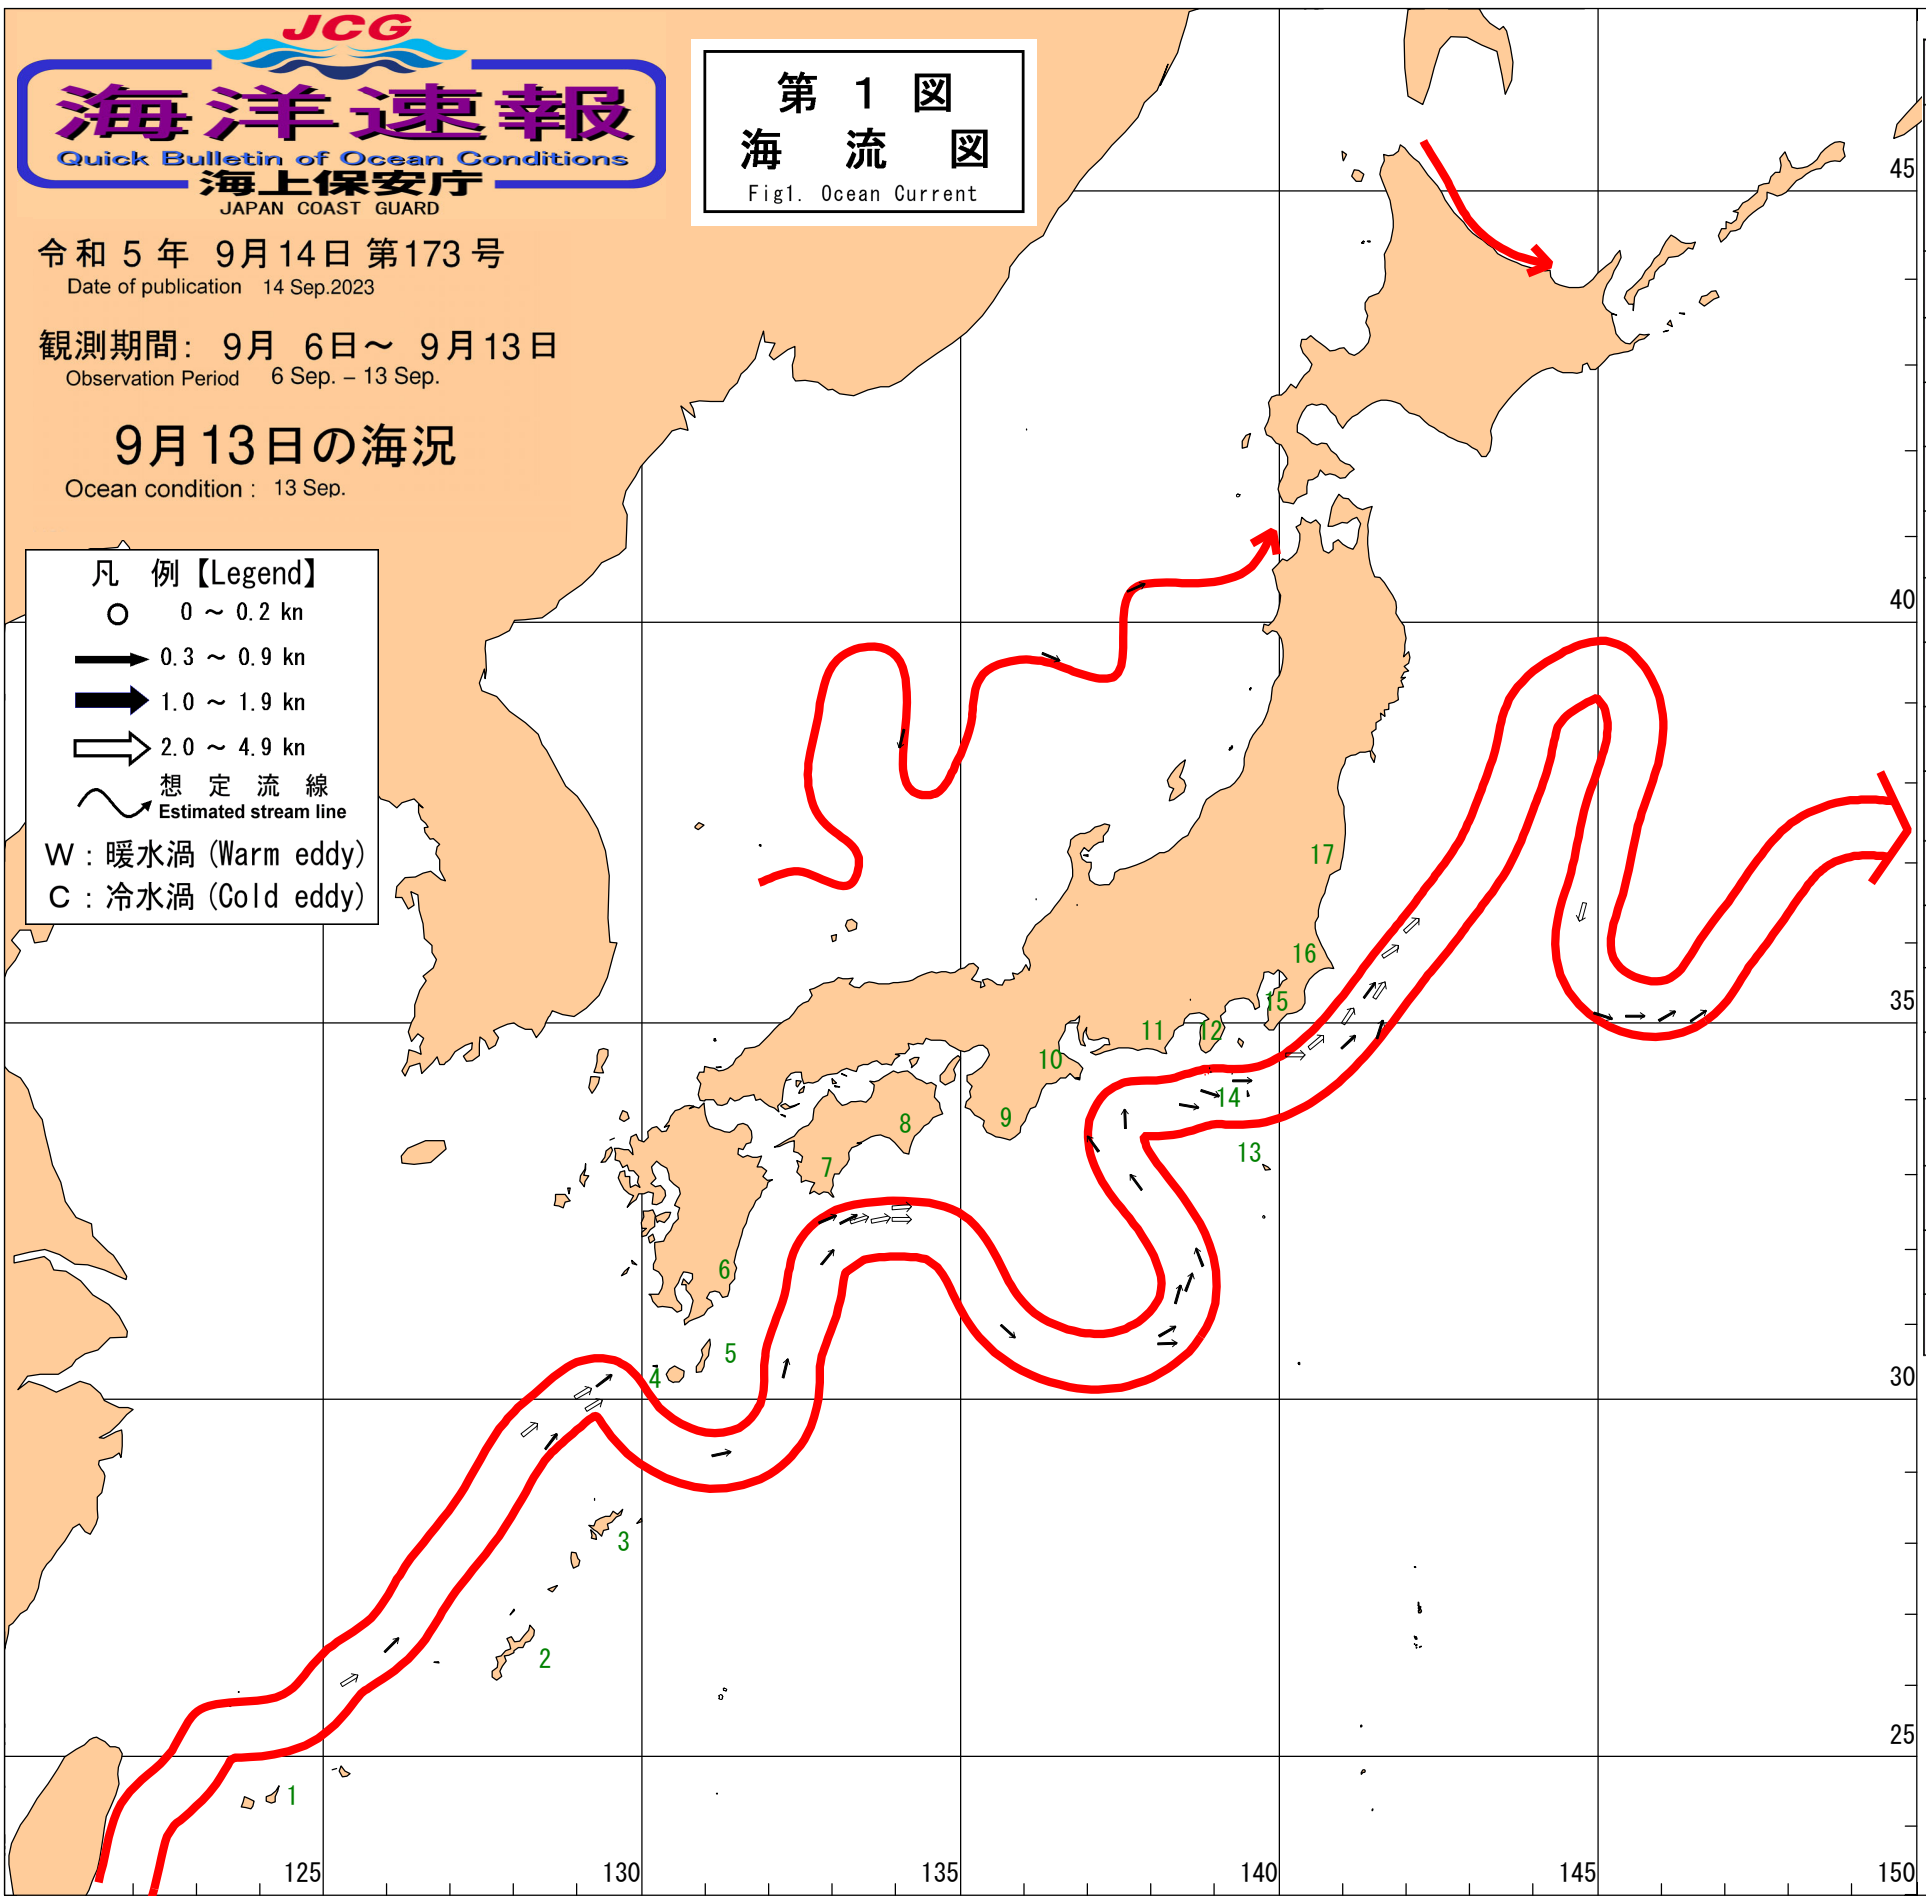 JCG
海洋速報
Quick Bulletin of Ocean Conditions
海上保安庁
JAPAN COAST GUARD
令和 5 年 9月14日 第173号
Date of publication 14 Sep.2023
観測期間: 9月 6日～ 9月13日
Observation Period 6 Sep. – 13 Sep.
9月13日の海況
Ocean condition : 13 Sep.
第 1 図
海 流 図
Fig1. Ocean Current
凡 例【Legend】
0 ～ 0.2 kn
0.3 ～ 0.9 kn
1.0 ～ 1.9 kn
2.0 ～ 4.9 kn
想 定 流 線
Estimated stream line
W : 暖水渦 (Warm eddy)
C : 冷水渦 (Cold eddy)
45
40
35
30
25
17
16
15
11
12
10
14
9
8
13
7
6
5
4
3
2
1
125
130
135
140
145
150